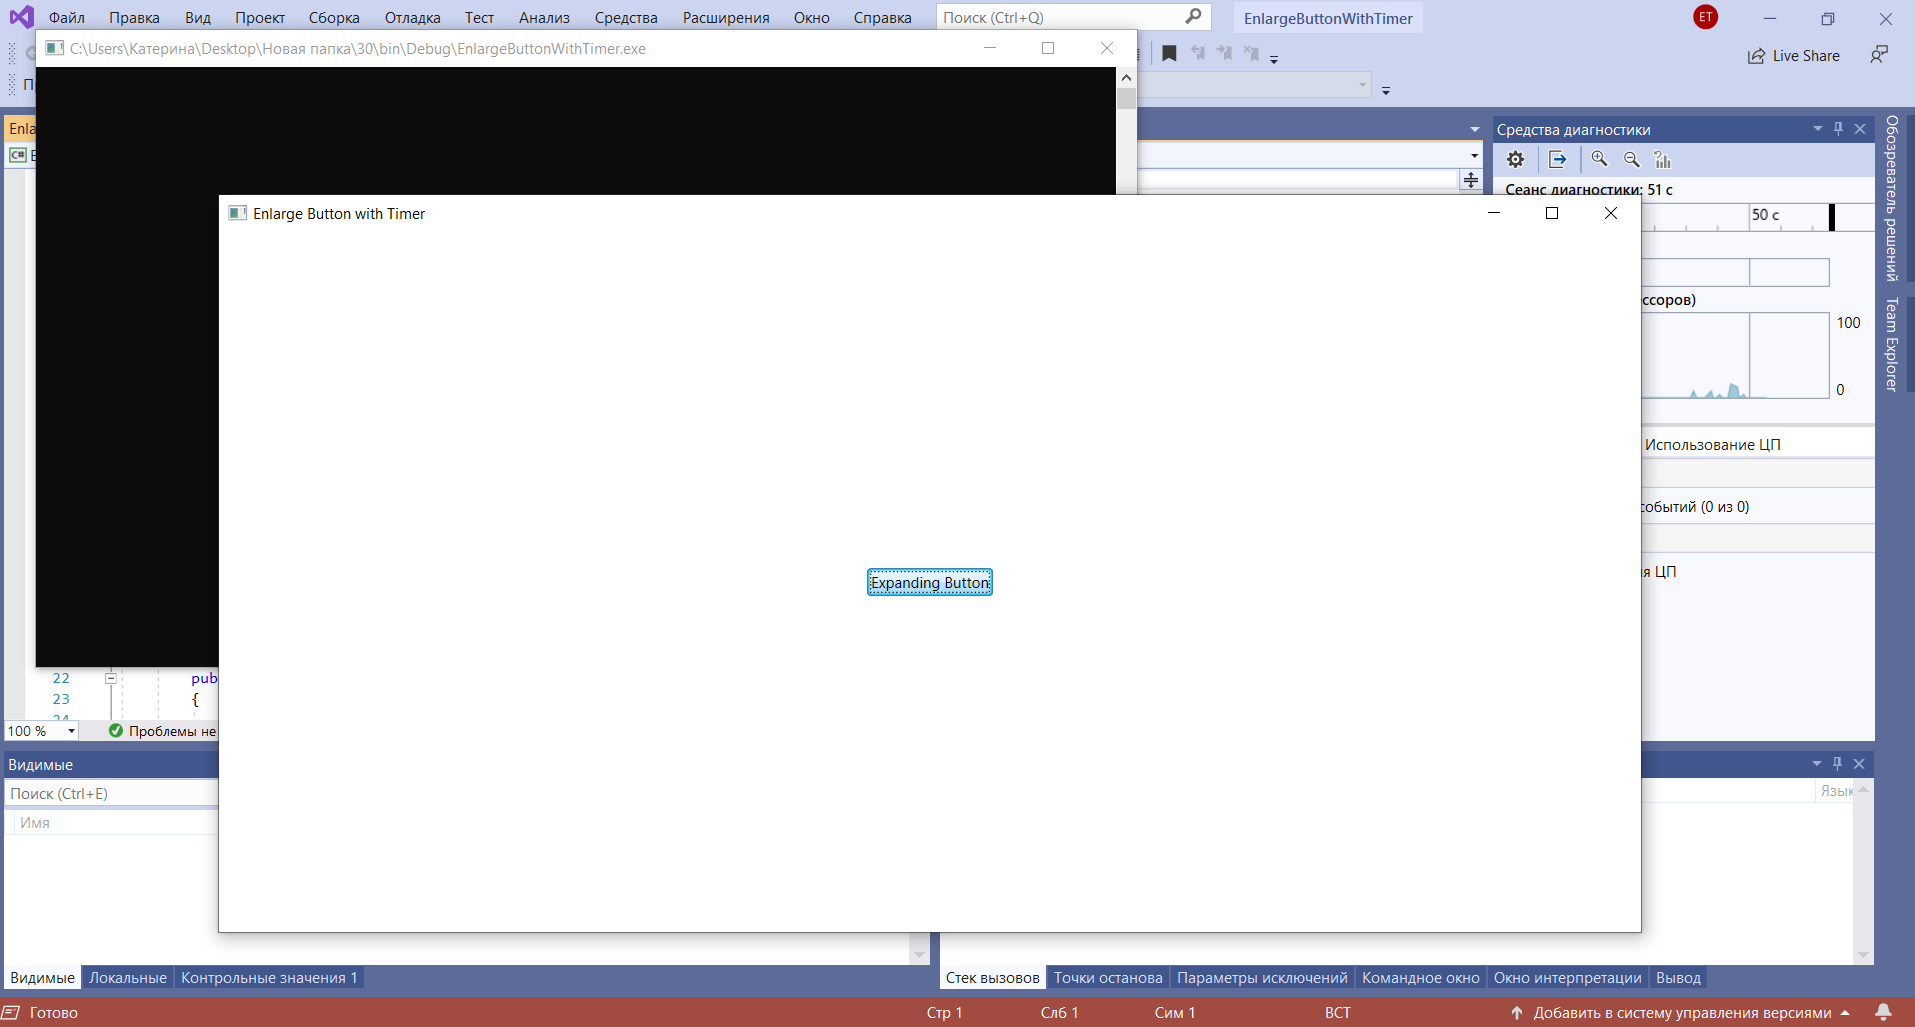 Файл Правка Вид Проект Сборка Отладка Тест Анализ Средства Расширения Окно Справка Поиск (Ctrl+Q) EnlargeButtonWithTimer ET
C:\Users\Катерина\Desktop\Новая папка\30\bin\Debug\EnlargeButtonWithTimer.exe
Live Share
Enla
Средства диагностики
Сеанс диагностики: 51 с
Enlarge Button with Timer
50 с
ссоров)
100
0
Использование ЦП
событий (0 из 0)
я ЦП
Expanding Button
Обозреватель решений
Team Explorer
22 pub
23 {
24
100 % Проблемы не
Видимые
Поиск (Ctrl+E)
Язык
Имя
Видимые Локальные Контрольные значения 1 Стек вызовов Точки останова Параметры исключений Командное окно Окно интерпретации Вывод
Готово Стр 1 Слб 1 Сим 1 ВСТ Добавить в систему управления версиями